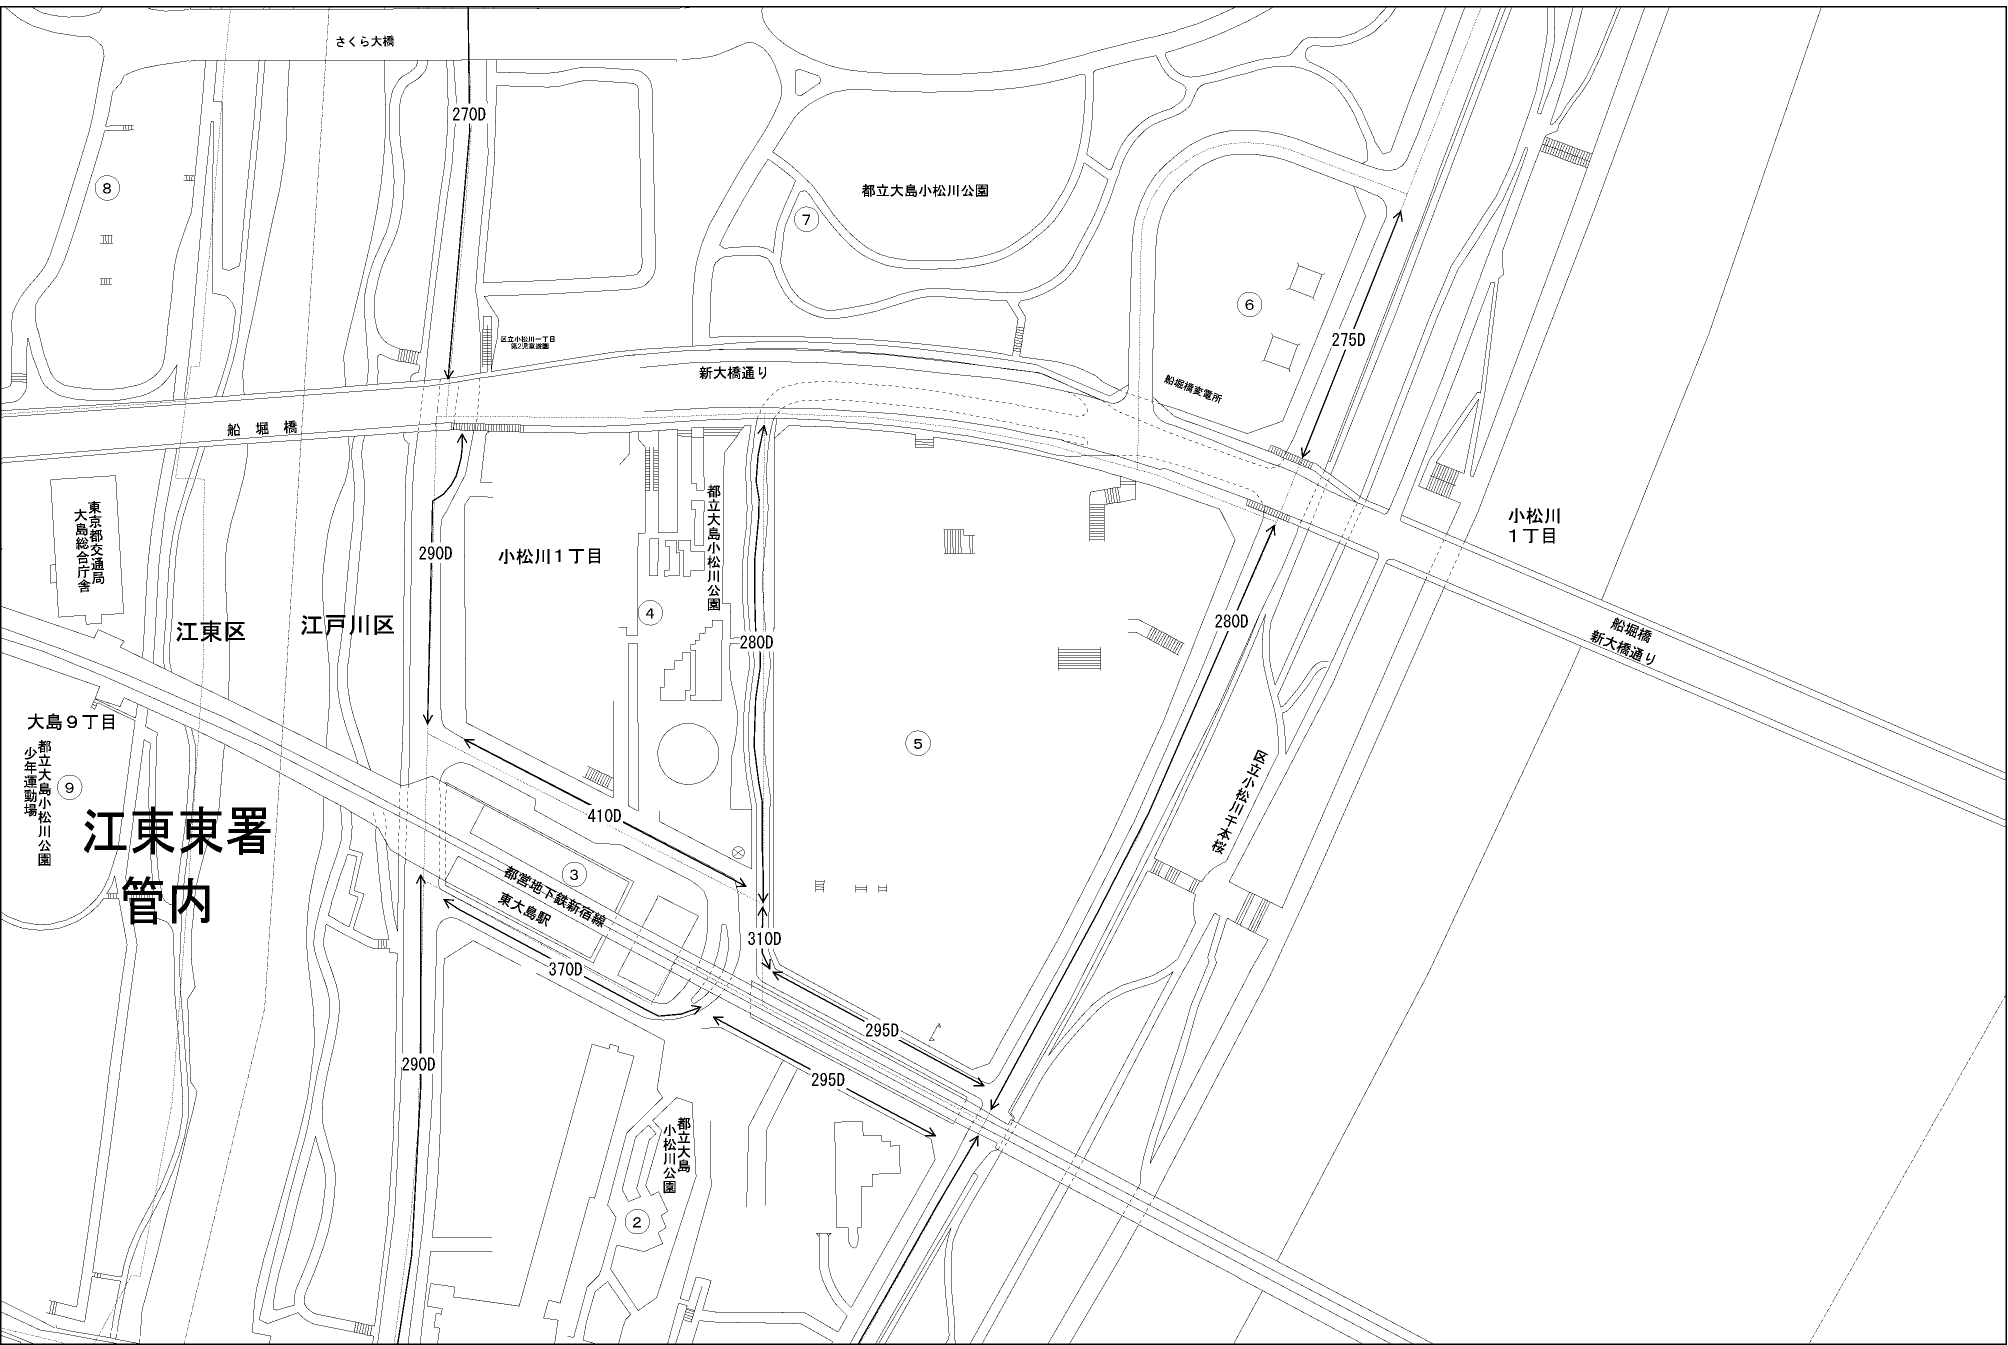 さくら大橋
270D
8
都立大島小松川公園
7
6
275D
区立小松川一丁目
第2児童遊園
新大橋通り
船堀橋変電所
船堀橋
東京都交通局
大島総合庁舎
290D
小松川1丁目
都立大島小松川公園
小松川
1丁目
4
280D
280D
江東区
江戸川区
船堀橋
新大橋通り
大島9丁目
都立大島小松川公園
少年運動場
9
5
区立小松川千本桜
江東東署
管内
410D
3
都営地下鉄新宿線
東大島駅
310D
370D
295D
290D
295D
都立大島
小松川公園
2